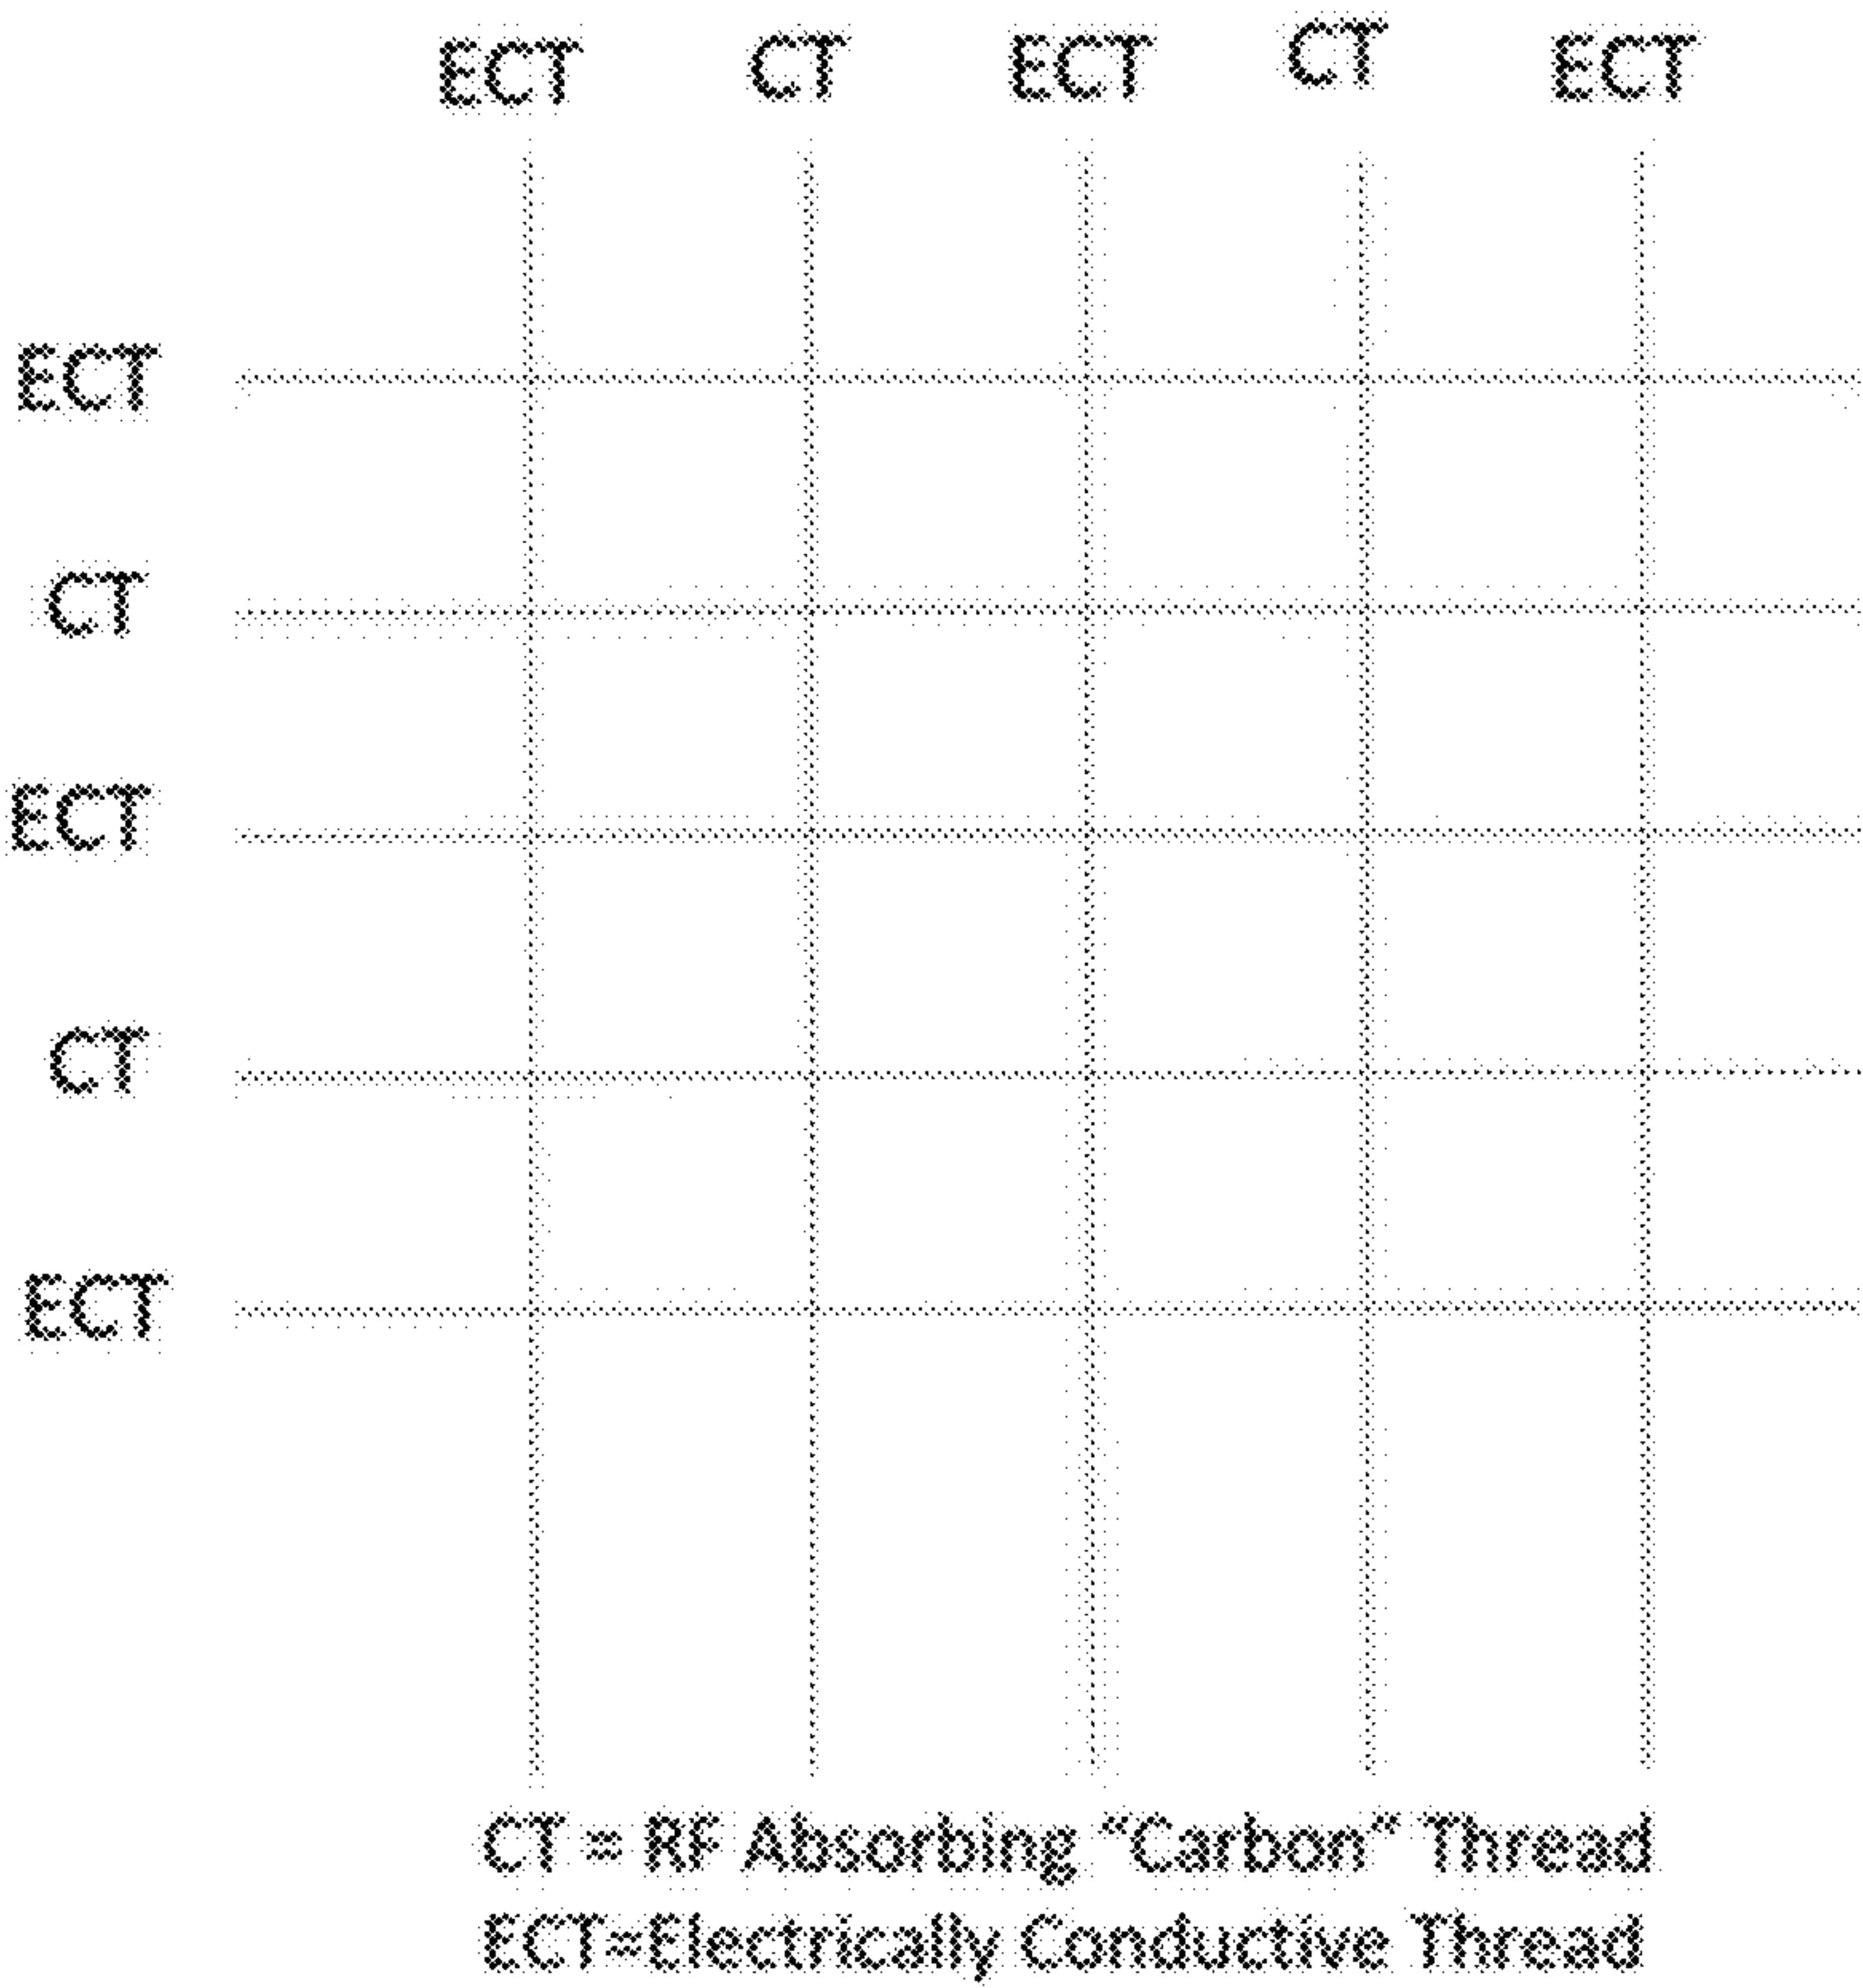 ECT CT ECT CT ECT
ECT
CT
ECT
CT
ECT
CT = RF Absorbing "Carbon" Thread
ECT=Electrically Conductive Thread